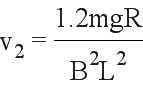 v₂ = 1.2mgR / B²L²